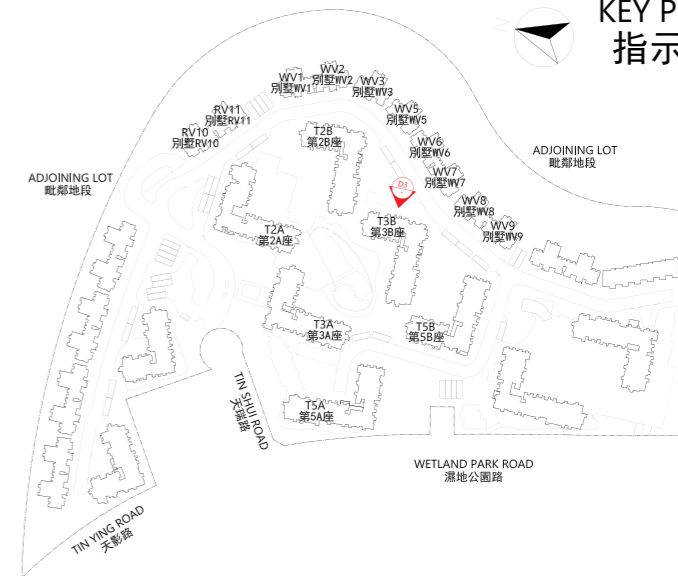 KEY P
指示
WV2
別墅WV2
WV1
別墅WV1
WV3
別墅WV3
RV11
別墅RV11
WV5
別墅WV5
RV10
別墅RV10
T2B
第2B座
WV6
別墅WV6
ADJOINING LOT
毗鄰地段
ADJOINING LOT
毗鄰地段
WV7
別墅WV7
D3
WV8
別墅WV8
T3B
第3B座
T2A
第2A座
WV9
別墅WV9
T3A
第3A座
T5B
第5B座
TIN SHUI ROAD
天瑞路
T5A
第5A座
WETLAND PARK ROAD
濕地公園路
TIN YING ROAD
天影路